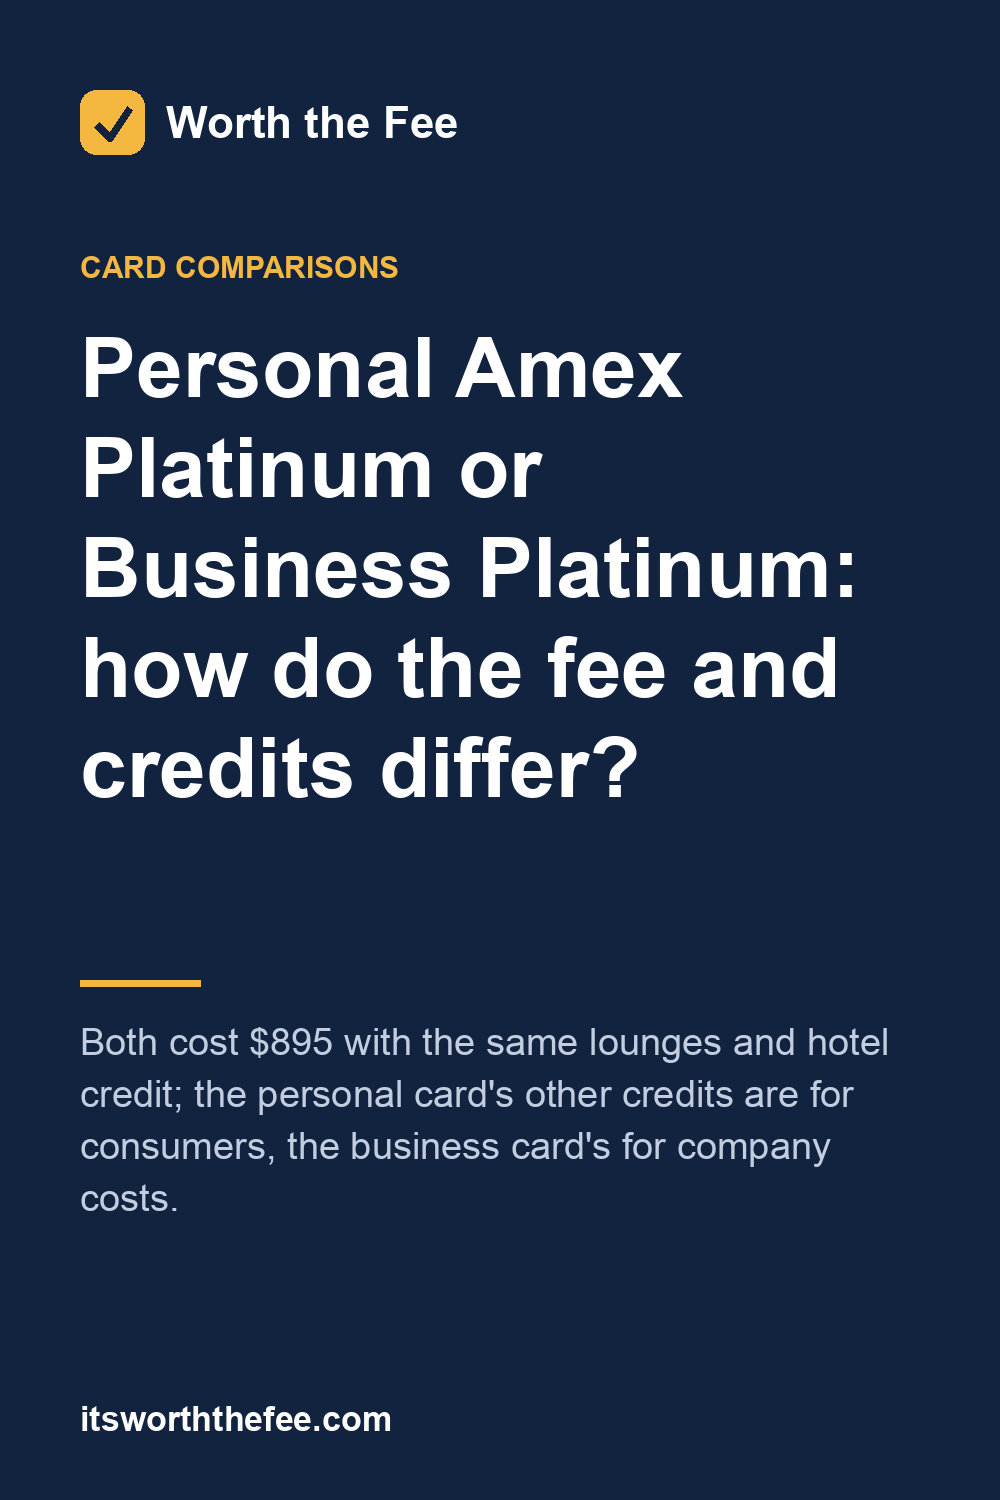 Worth the Fee
CARD COMPARISONS
Personal Amex
Platinum or
Business Platinum:
how do the fee and
credits differ?
Both cost $895 with the same lounges and hotel
credit; the personal card's other credits are for
consumers, the business card's for company
costs.
itsworththefee.com